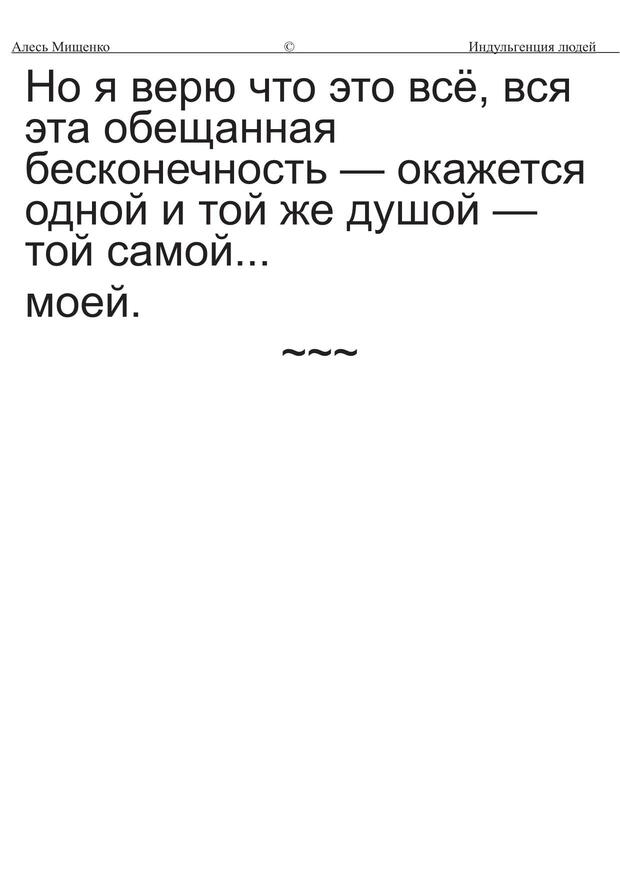 Алесь Мищенко © Индульгенция людей
Но я верю что это всё, вся
эта обещанная
бесконечность — окажется
одной и той же душой —
той самой...
моей.
~~~